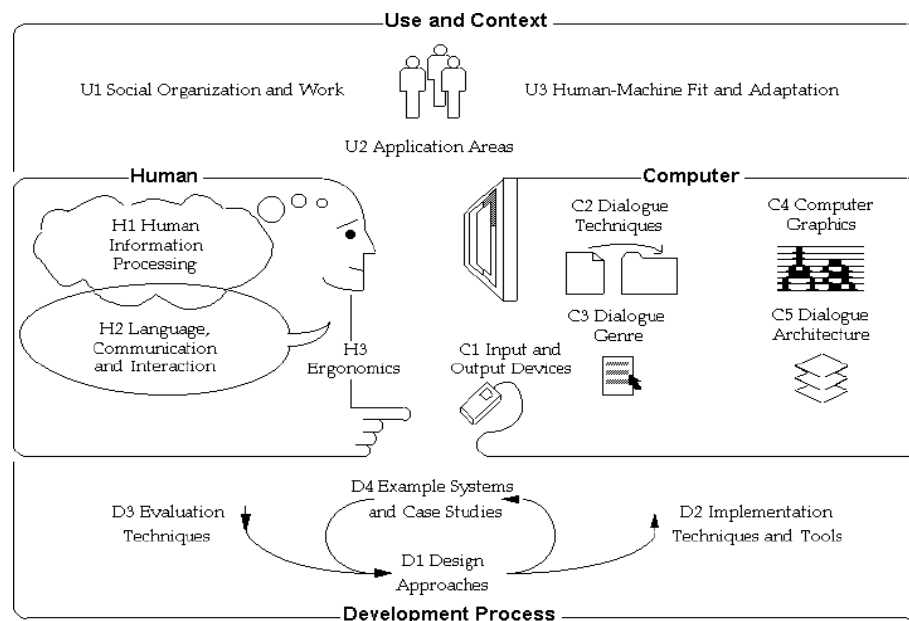 Use and Context
U1 Social Organization and Work
U3 Human-Machine Fit and Adaptation
U2 Application Areas
Human
H1 Human
Information
Processing
H2 Language,
Communication
and Interaction
H3
Ergonomics
Computer
C2 Dialogue
Techniques
C4 Computer
Graphics
C3 Dialogue
Genre
C5 Dialogue
Architecture
C1 Input and
Output Devices
D4 Example Systems
and Case Studies
D3 Evaluation
Techniques
D2 Implementation
Techniques and Tools
D1 Design
Approaches
Development Process